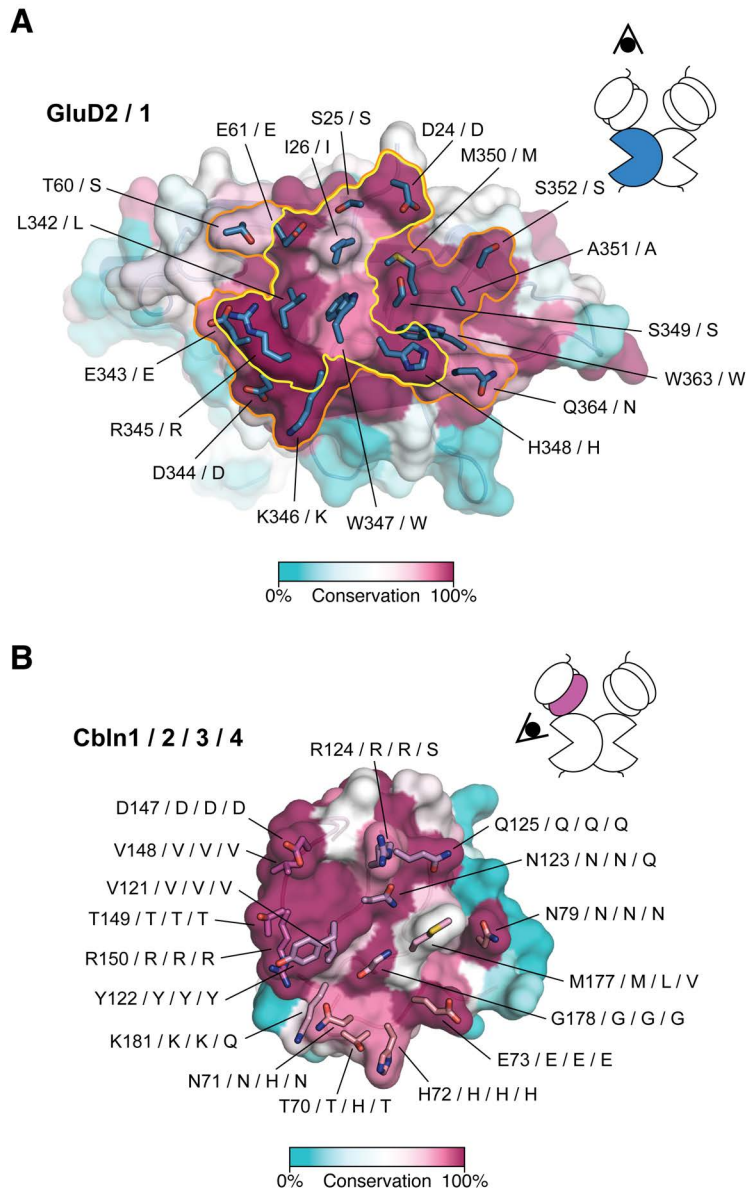 A
GluD2 / 1
S25 / S
E61 / E
D24 / D
I26 / I
M350 / M
T60 / S
S352 / S
L342 / L
A351 / A
S349 / S
E343 / E
W363 / W
R345 / R
Q364 / N
D344 / D
H348 / H
K346 / K
W347 / W
0% Conservation 100%
B
Cbln1 / 2 / 3 / 4
R124 / R / R / S
D147 / D / D / D
Q125 / Q / Q / Q
V148 / V / V / V
N123 / N / N / Q
V121 / V / V / V
T149 / T / T / T
N79 / N / N / N
R150 / R / R / R
M177 / M / L / V
Y122 / Y / Y / Y
G178 / G / G / G
K181 / K / K / Q
E73 / E / E / E
N71 / N / H / N
H72 / H / H / H
T70 / T / H / T
0% Conservation 100%